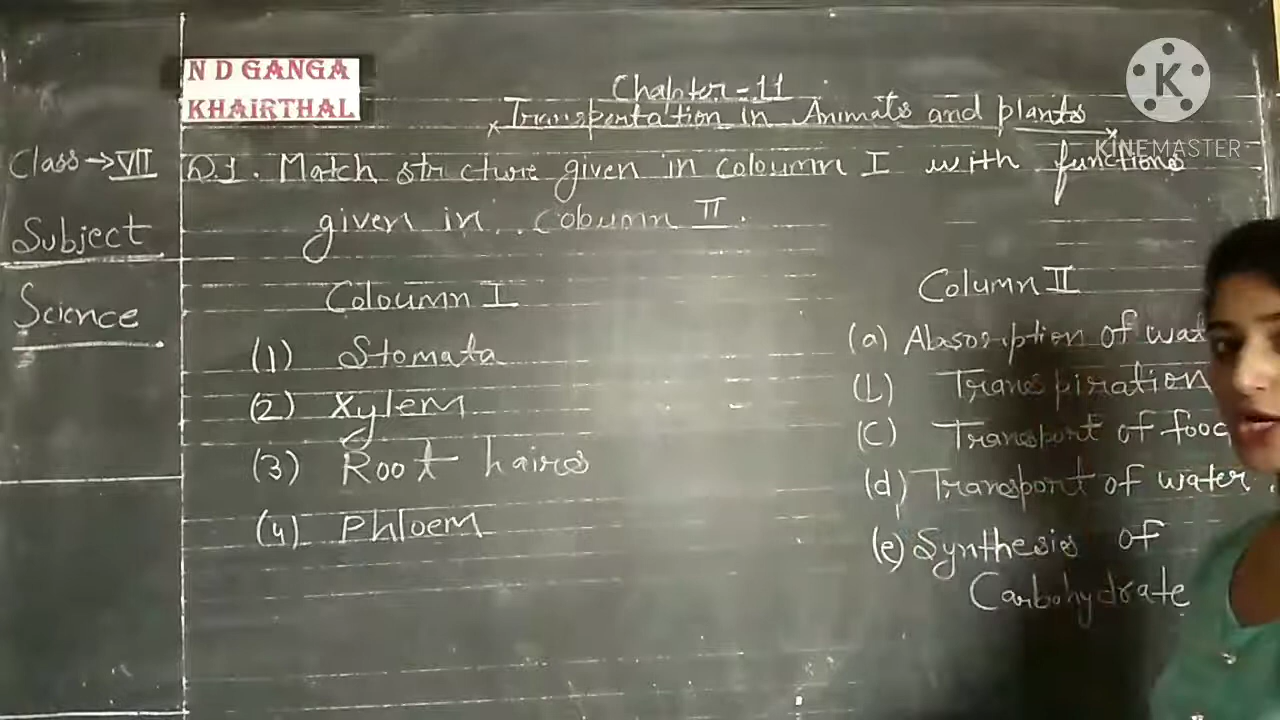 N D GANGA
KHAIRTHAL
K
KINEMASTER
Chapter-11
Transportation in Animals and plants
Class → VII
Subject
Science
Q.1. Match structure given in coloumn I with functions
given in coloumn II.
Coloumn I
(1) Stomata
(2) Xylem
(3) Root haires
(4) Phloem
Column II
(a) Absorption of wat
(b) Transpiration
(c) Transport of food
(d) Transport of water.
(e) Synthesis of
Carbohydrate